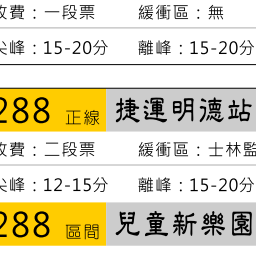 收費：一段票 緩衝區：無
尖峰：15-20分 離峰：15-20分
288 正線 捷運明德站
收費：二段票 緩衝區：士林監
尖峰：12-15分 離峰：15-20分
288 區間 兒童新樂園